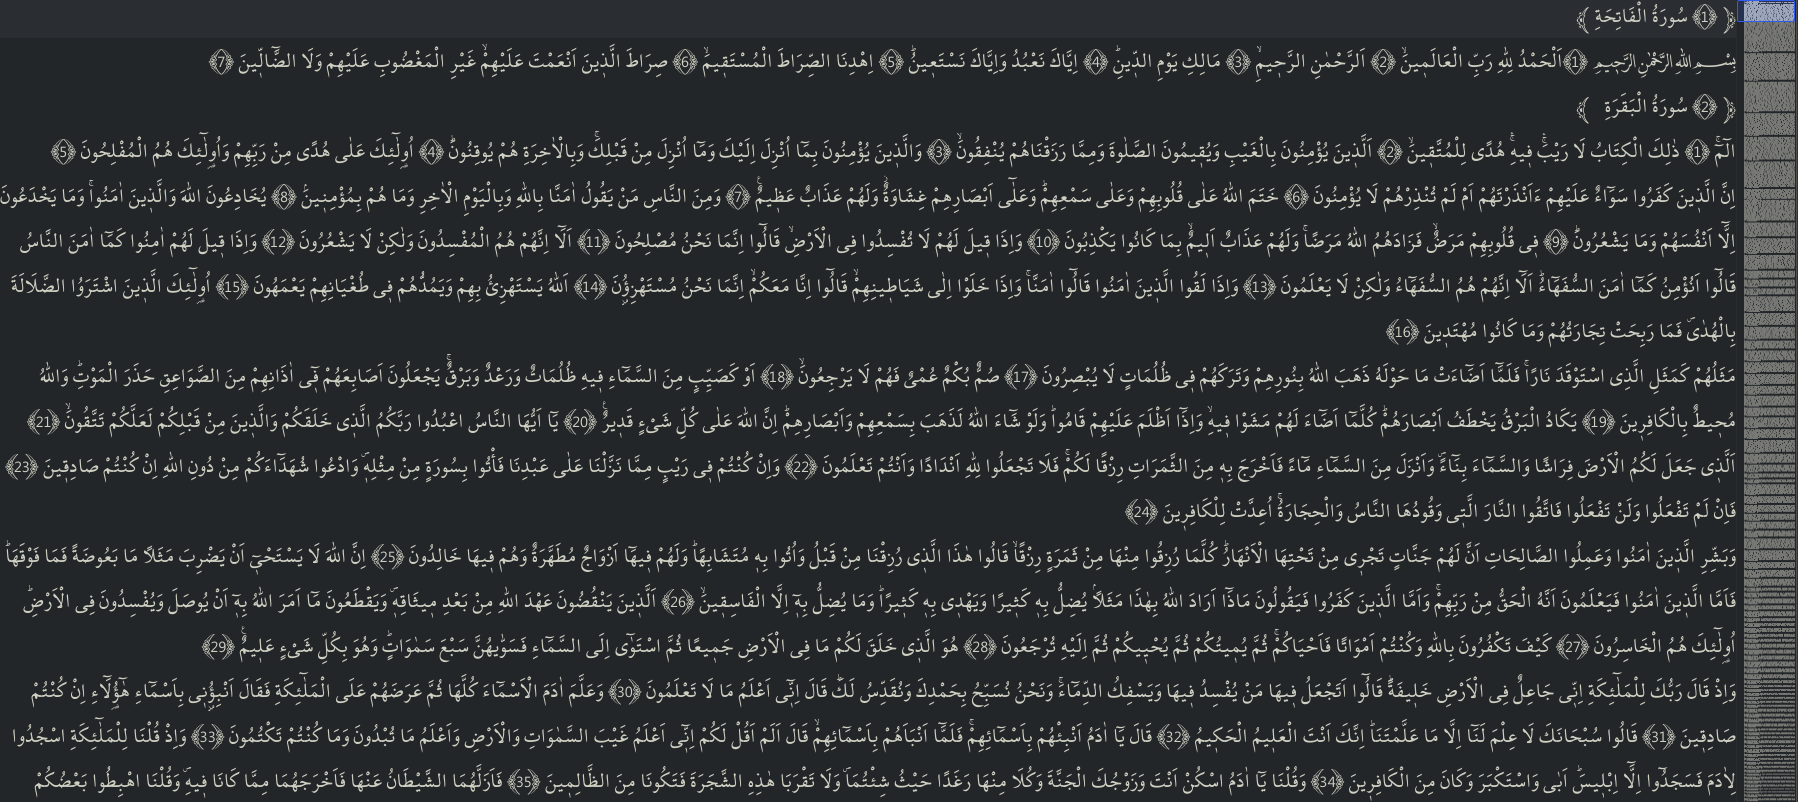 ﴿ 1﴾ سُورَةُ الْفَاتِحَةِ ﴾
بِسْمِ اللّٰهِ الرَّحْمٰنِ الرَّحٖيمِ ﴿1﴾ اَلْحَمْدُ لِلّٰهِ رَبِّ الْعَالَمٖينَۙ ﴿2﴾ اَلرَّحْمٰنِ الرَّحٖيمِۙ ﴿3﴾ مَالِكِ يَوْمِ الدّٖينِؕ ﴿4﴾ اِيَّاكَ نَعْبُدُ وَاِيَّاكَ نَسْتَعٖينُؕ ﴿5﴾ اِهْدِنَا الصِّرَاطَ الْمُسْتَقٖيمَۙ ﴿6﴾ صِرَاطَ الَّذٖينَ اَنْعَمْتَ عَلَيْهِمْۙ غَيْرِ الْمَغْضُوبِ عَلَيْهِمْ وَلَا الضَّٓالّٖينَ ﴿7﴾
﴿ 2﴾ سُورَةُ الْبَقَرَةِ ﴾
الٓمٓۚ ﴿1﴾ ذٰلِكَ الْكِتَابُ لَا رَيْبَۚۛ فٖيهِۚۛ هُدًى لِلْمُتَّقٖينَۙ ﴿2﴾ اَلَّذٖينَ يُؤْمِنُونَ بِالْغَيْبِ وَيُقٖيمُونَ الصَّلٰوةَ وَمِمَّا رَزَقْنَاهُمْ يُنْفِقُونَۙ ﴿3﴾ وَالَّذٖينَ يُؤْمِنُونَ بِمَٓا اُنْزِلَ اِلَيْكَ وَمَٓا اُنْزِلَ مِنْ قَبْلِكَۚ وَبِالْاٰخِرَةِ هُمْ يُوقِنُونَؕ ﴿4﴾ اُولٰٓئِكَ عَلٰى هُدًى مِنْ رَبِّهِمْ وَاُولٰٓئِكَ هُمُ الْمُفْلِحُونَ ﴿5﴾
اِنَّ الَّذٖينَ كَفَرُوا سَوَٓاءٌ عَلَيْهِمْ ءَاَنْذَرْتَهُمْ اَمْ لَمْ تُنْذِرْهُمْ لَا يُؤْمِنُونَ ﴿6﴾ خَتَمَ اللّٰهُ عَلٰى قُلُوبِهِمْ وَعَلٰى سَمْعِهِمْؕ وَعَلٰٓى اَبْصَارِهِمْ غِشَاوَةٌؗ وَلَهُمْ عَذَابٌ عَظٖيمٌࣖ ﴿7﴾ وَمِنَ النَّاسِ مَنْ يَقُولُ اٰمَنَّا بِاللّٰهِ وَبِالْيَوْمِ الْاٰخِرِ وَمَا هُمْ بِمُؤْمِنٖينَۘ ﴿8﴾ يُخَادِعُونَ اللّٰهَ وَالَّذٖينَ اٰمَنُواۚ وَمَا يَخْدَعُونَ
اِلَّٓا اَنْفُسَهُمْ وَمَا يَشْعُرُونَؕ ﴿9﴾ فٖى قُلُوبِهِمْ مَرَضٌۙ فَزَادَهُمُ اللّٰهُ مَرَضًاۚ وَلَهُمْ عَذَابٌ اَلٖيمٌۙ بِمَا كَانُوا يَكْذِبُونَ ﴿10﴾ وَاِذَا قٖيلَ لَهُمْ لَا تُفْسِدُوا فِى الْاَرْضِۙ قَالُٓوا اِنَّمَا نَحْنُ مُصْلِحُونَ ﴿11﴾ اَلَٓا اِنَّهُمْ هُمُ الْمُفْسِدُونَ وَلٰكِنْ لَا يَشْعُرُونَ ﴿12﴾ وَاِذَا قٖيلَ لَهُمْ اٰمِنُوا كَمَٓا اٰمَنَ النَّاسُ
قَالُٓوا اَنُؤْمِنُ كَمَٓا اٰمَنَ السُّفَهَٓاءُؕ اَلَٓا اِنَّهُمْ هُمُ السُّفَهَٓاءُ وَلٰكِنْ لَا يَعْلَمُونَ ﴿13﴾ وَاِذَا لَقُوا الَّذٖينَ اٰمَنُوا قَالُٓوا اٰمَنَّاۚ وَاِذَا خَلَوْا اِلٰى شَيَاطٖينِهِمْۙ قَالُٓوا اِنَّا مَعَكُمْۙ اِنَّمَا نَحْنُ مُسْتَهْزِؤُ۫نَ ﴿14﴾ اَللّٰهُ يَسْتَهْزِئُ بِهِمْ وَيَمُدُّهُمْ فٖى طُغْيَانِهِمْ يَعْمَهُونَ ﴿15﴾ اُولٰٓئِكَ الَّذٖينَ اشْتَرَوُا الضَّلَالَةَ
بِالْهُدٰىࣕ فَمَا رَبِحَتْ تِجَارَتُهُمْ وَمَا كَانُوا مُهْتَدٖينَ ﴿16﴾
مَثَلُهُمْ كَمَثَلِ الَّذِى اسْتَوْقَدَ نَارًاۚ فَلَمَّٓا اَضَٓاءَتْ مَا حَوْلَهُ ذَهَبَ اللّٰهُ بِنُورِهِمْ وَتَرَكَهُمْ فٖى ظُلُمَاتٍ لَا يُبْصِرُونَ ﴿17﴾ صُمٌّ بُكْمٌ عُمْىٌ فَهُمْ لَا يَرْجِعُونَۙ ﴿18﴾ اَوْ كَصَيِّبٍ مِنَ السَّمَٓاءِ فٖيهِ ظُلُمَاتٌ وَرَعْدٌ وَبَرْقٌۚ يَجْعَلُونَ اَصَابِعَهُمْ فٖٓى اٰذَانِهِمْ مِنَ الصَّوَاعِقِ حَذَرَ الْمَوْتِؕ وَاللّٰهُ
مُحٖيطٌ بِالْكَافِرٖينَ ﴿19﴾ يَكَادُ الْبَرْقُ يَخْطَفُ اَبْصَارَهُمْؕ كُلَّمَٓا اَضَٓاءَ لَهُمْ مَشَوْا فٖيهِۙ وَاِذَٓا اَظْلَمَ عَلَيْهِمْ قَامُواؕ وَلَوْ شَٓاءَ اللّٰهُ لَذَهَبَ بِسَمْعِهِمْ وَاَبْصَارِهِمْؕ اِنَّ اللّٰهَ عَلٰى كُلِّ شَىْءٍ قَدٖيرٌࣖ ﴿20﴾ يَٓا اَيُّهَا النَّاسُ اعْبُدُوا رَبَّكُمُ الَّذٖى خَلَقَكُمْ وَالَّذٖينَ مِنْ قَبْلِكُمْ لَعَلَّكُمْ تَتَّقُونَۙ ﴿21﴾
اَلَّذٖى جَعَلَ لَكُمُ الْاَرْضَ فِرَاشًا وَالسَّمَٓاءَ بِنَٓاءًࣕ وَاَنْزَلَ مِنَ السَّمَٓاءِ مَٓاءً فَاَخْرَجَ بِهٖ مِنَ الثَّمَرَاتِ رِزْقًا لَكُمْۚ فَلَا تَجْعَلُوا لِلّٰهِ اَنْدَادًا وَاَنْتُمْ تَعْلَمُونَ ﴿22﴾ وَاِنْ كُنْتُمْ فٖى رَيْبٍ مِمَّا نَزَّلْنَا عَلٰى عَبْدِنَا فَأْتُوا بِسُورَةٍ مِنْ مِثْلِهٖࣕ وَادْعُوا شُهَدَٓاءَكُمْ مِنْ دُونِ اللّٰهِ اِنْ كُنْتُمْ صَادِقٖينَ ﴿23﴾
فَاِنْ لَمْ تَفْعَلُوا وَلَنْ تَفْعَلُوا فَاتَّقُوا النَّارَ الَّتٖى وَقُودُهَا النَّاسُ وَالْحِجَارَةُۚ اُعِدَّتْ لِلْكَافِرٖينَ ﴿24﴾
وَبَشِّرِ الَّذٖينَ اٰمَنُوا وَعَمِلُوا الصَّالِحَاتِ اَنَّ لَهُمْ جَنَّاتٍ تَجْرٖى مِنْ تَحْتِهَا الْاَنْهَارُؕ كُلَّمَا رُزِقُوا مِنْهَا مِنْ ثَمَرَةٍ رِزْقًاۙ قَالُوا هٰذَا الَّذٖى رُزِقْنَا مِنْ قَبْلُ وَاُتُوا بِهٖ مُتَشَابِهًاؕ وَلَهُمْ فٖيهَٓا اَزْوَاجٌ مُطَهَّرَةٌ وَهُمْ فٖيهَا خَالِدُونَ ﴿25﴾ اِنَّ اللّٰهَ لَا يَسْتَحْيٖٓ اَنْ يَضْرِبَ مَثَلًا مَا بَعُوضَةً فَمَا فَوْقَهَاؕ
فَاَمَّا الَّذٖينَ اٰمَنُوا فَيَعْلَمُونَ اَنَّهُ الْحَقُّ مِنْ رَبِّهِمْۚ وَاَمَّا الَّذٖينَ كَفَرُوا فَيَقُولُونَ مَاذَٓا اَرَادَ اللّٰهُ بِهٰذَا مَثَلًاۘ يُضِلُّ بِهٖ كَثٖيرًا وَيَهْدٖى بِهٖ كَثٖيرًاؕ وَمَا يُضِلُّ بِهٖٓ اِلَّا الْفَاسِقٖينَۙ ﴿26﴾ اَلَّذٖينَ يَنْقُضُونَ عَهْدَ اللّٰهِ مِنْ بَعْدِ مٖيثَاقِهٖࣕ وَيَقْطَعُونَ مَٓا اَمَرَ اللّٰهُ بِهٖٓ اَنْ يُوصَلَ وَيُفْسِدُونَ فِى الْاَرْضِؕ
اُولٰٓئِكَ هُمُ الْخَاسِرُونَ ﴿27﴾ كَيْفَ تَكْفُرُونَ بِاللّٰهِ وَكُنْتُمْ اَمْوَاتًا فَاَحْيَاكُمْۚ ثُمَّ يُمٖيتُكُمْ ثُمَّ يُحْيٖيكُمْ ثُمَّ اِلَيْهِ تُرْجَعُونَ ﴿28﴾ هُوَ الَّذٖى خَلَقَ لَكُمْ مَا فِى الْاَرْضِ جَمٖيعًا ثُمَّ اسْتَوٰٓى اِلَى السَّمَٓاءِ فَسَوّٰيهُنَّ سَبْعَ سَمٰوَاتٍؕ وَهُوَ بِكُلِّ شَىْءٍ عَلٖيمٌࣖ ﴿29﴾
وَاِذْ قَالَ رَبُّكَ لِلْمَلٰٓئِكَةِ اِنّٖى جَاعِلٌ فِى الْاَرْضِ خَلٖيفَةًؕ قَالُٓوا اَتَجْعَلُ فٖيهَا مَنْ يُفْسِدُ فٖيهَا وَيَسْفِكُ الدِّمَٓاءَۚ وَنَحْنُ نُسَبِّحُ بِحَمْدِكَ وَنُقَدِّسُ لَكَؕ قَالَ اِنّٖٓى اَعْلَمُ مَا لَا تَعْلَمُونَ ﴿30﴾ وَعَلَّمَ اٰدَمَ الْاَسْمَٓاءَ كُلَّهَا ثُمَّ عَرَضَهُمْ عَلَى الْمَلٰٓئِكَةِ فَقَالَ اَنْبِؤُ۫نٖى بِاَسْمَٓاءِ هٰٓؤُ۬لَٓاءِ اِنْ كُنْتُمْ
صَادِقٖينَ ﴿31﴾ قَالُوا سُبْحَانَكَ لَا عِلْمَ لَنَٓا اِلَّا مَا عَلَّمْتَنَاؕ اِنَّكَ اَنْتَ الْعَلٖيمُ الْحَكٖيمُ ﴿32﴾ قَالَ يَٓا اٰدَمُ اَنْبِئْهُمْ بِاَسْمَٓائِهِمْۚ فَلَمَّٓا اَنْبَاَهُمْ بِاَسْمَٓائِهِمْۙ قَالَ اَلَمْ اَقُلْ لَكُمْ اِنّٖٓى اَعْلَمُ غَيْبَ السَّمٰوَاتِ وَالْاَرْضِ وَاَعْلَمُ مَا تُبْدُونَ وَمَا كُنْتُمْ تَكْتُمُونَ ﴿33﴾ وَاِذْ قُلْنَا لِلْمَلٰٓئِكَةِ اسْجُدُوا
لِاٰدَمَ فَسَجَدُٓوا اِلَّٓا اِبْلٖيسَؕ اَبٰى وَاسْتَكْبَرَ وَكَانَ مِنَ الْكَافِرٖينَ ﴿34﴾ وَقُلْنَا يَٓا اٰدَمُ اسْكُنْ اَنْتَ وَزَوْجُكَ الْجَنَّةَ وَكُلَا مِنْهَا رَغَدًا حَيْثُ شِئْتُمَاࣕ وَلَا تَقْرَبَا هٰذِهِ الشَّجَرَةَ فَتَكُونَا مِنَ الظَّالِمٖينَ ﴿35﴾ فَاَزَلَّهُمَا الشَّيْطَانُ عَنْهَا فَاَخْرَجَهُمَا مِمَّا كَانَا فٖيهِࣕ وَقُلْنَا اهْبِطُوا بَعْضُكُمْ